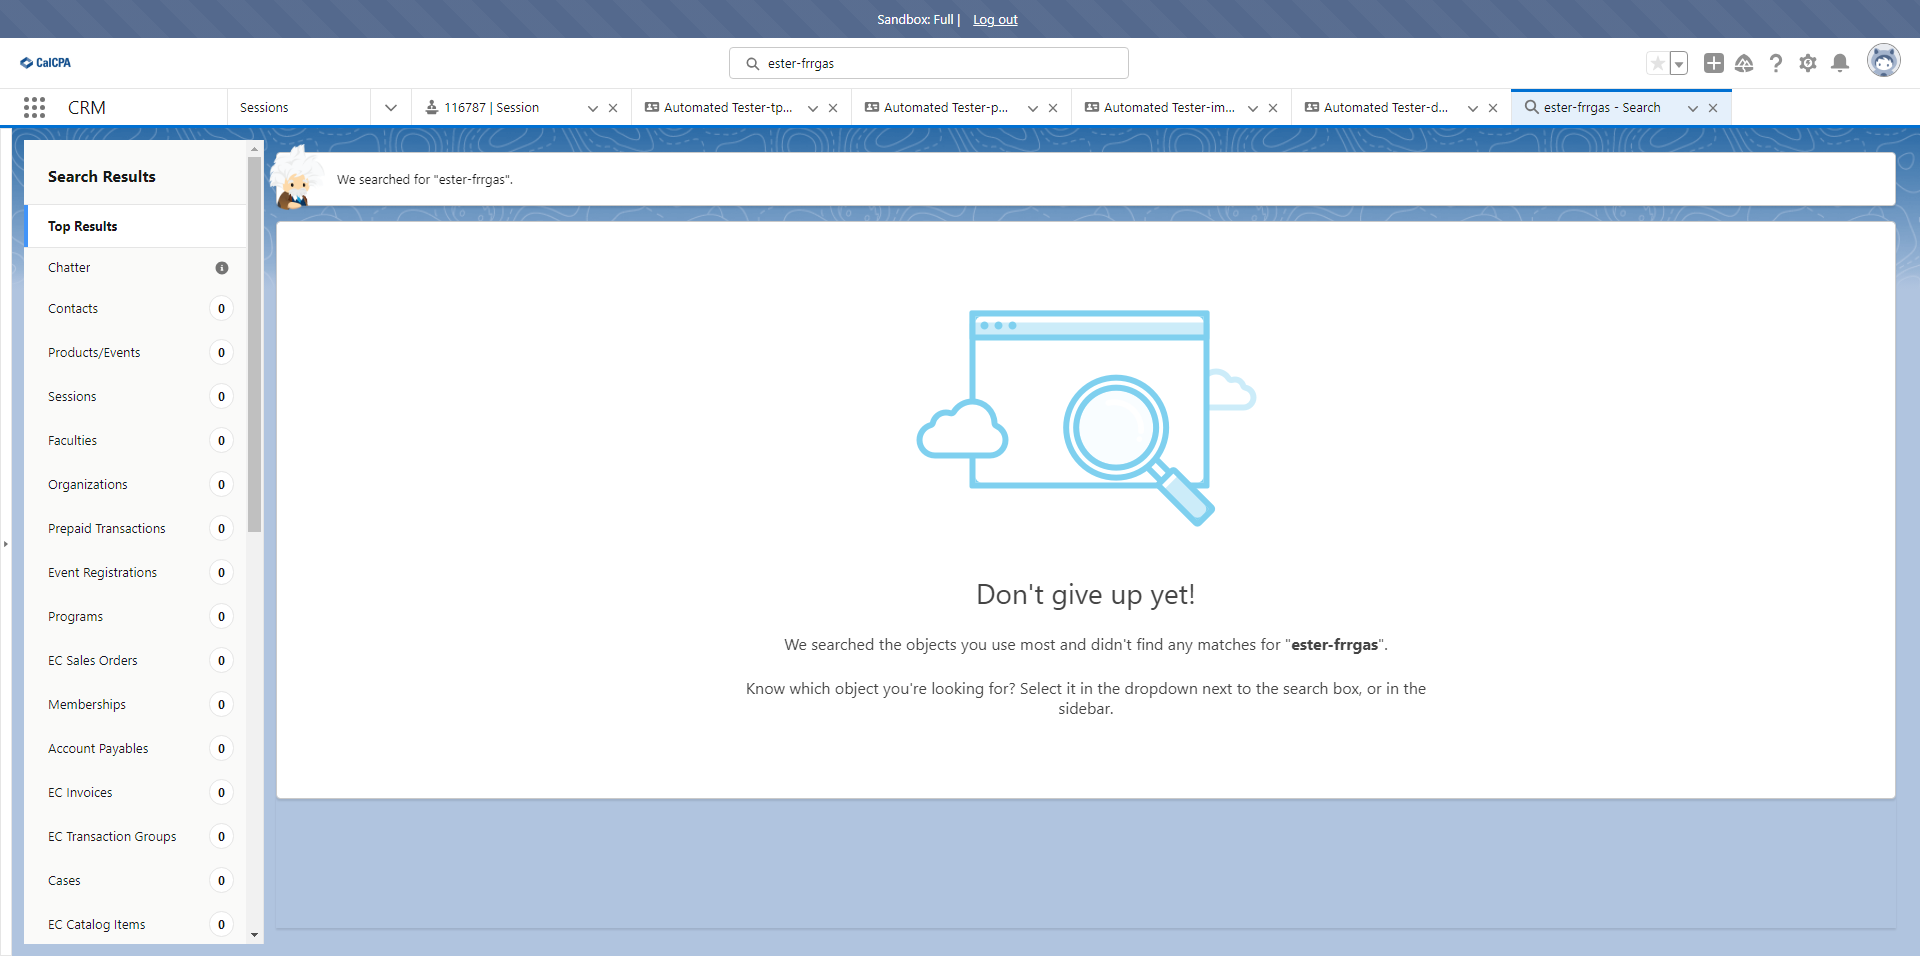 Sandbox: Full | Log out
CalCPA
ester-frrgas
CRM
Sessions
116787 | Session
Automated Tester-tp...
Automated Tester-p...
Automated Tester-im...
Automated Tester-d...
ester-frrgas - Search
Search Results
Top Results
Chatter
Contacts 0
Products/Events 0
Sessions 0
Faculties 0
Organizations 0
Prepaid Transactions 0
Event Registrations 0
Programs 0
EC Sales Orders 0
Memberships 0
Account Payables 0
EC Invoices 0
EC Transaction Groups 0
Cases 0
EC Catalog Items 0
We searched for "ester-frrgas".
Don't give up yet!
We searched the objects you use most and didn't find any matches for "ester-frrgas".
Know which object you're looking for? Select it in the dropdown next to the search box, or in the
sidebar.